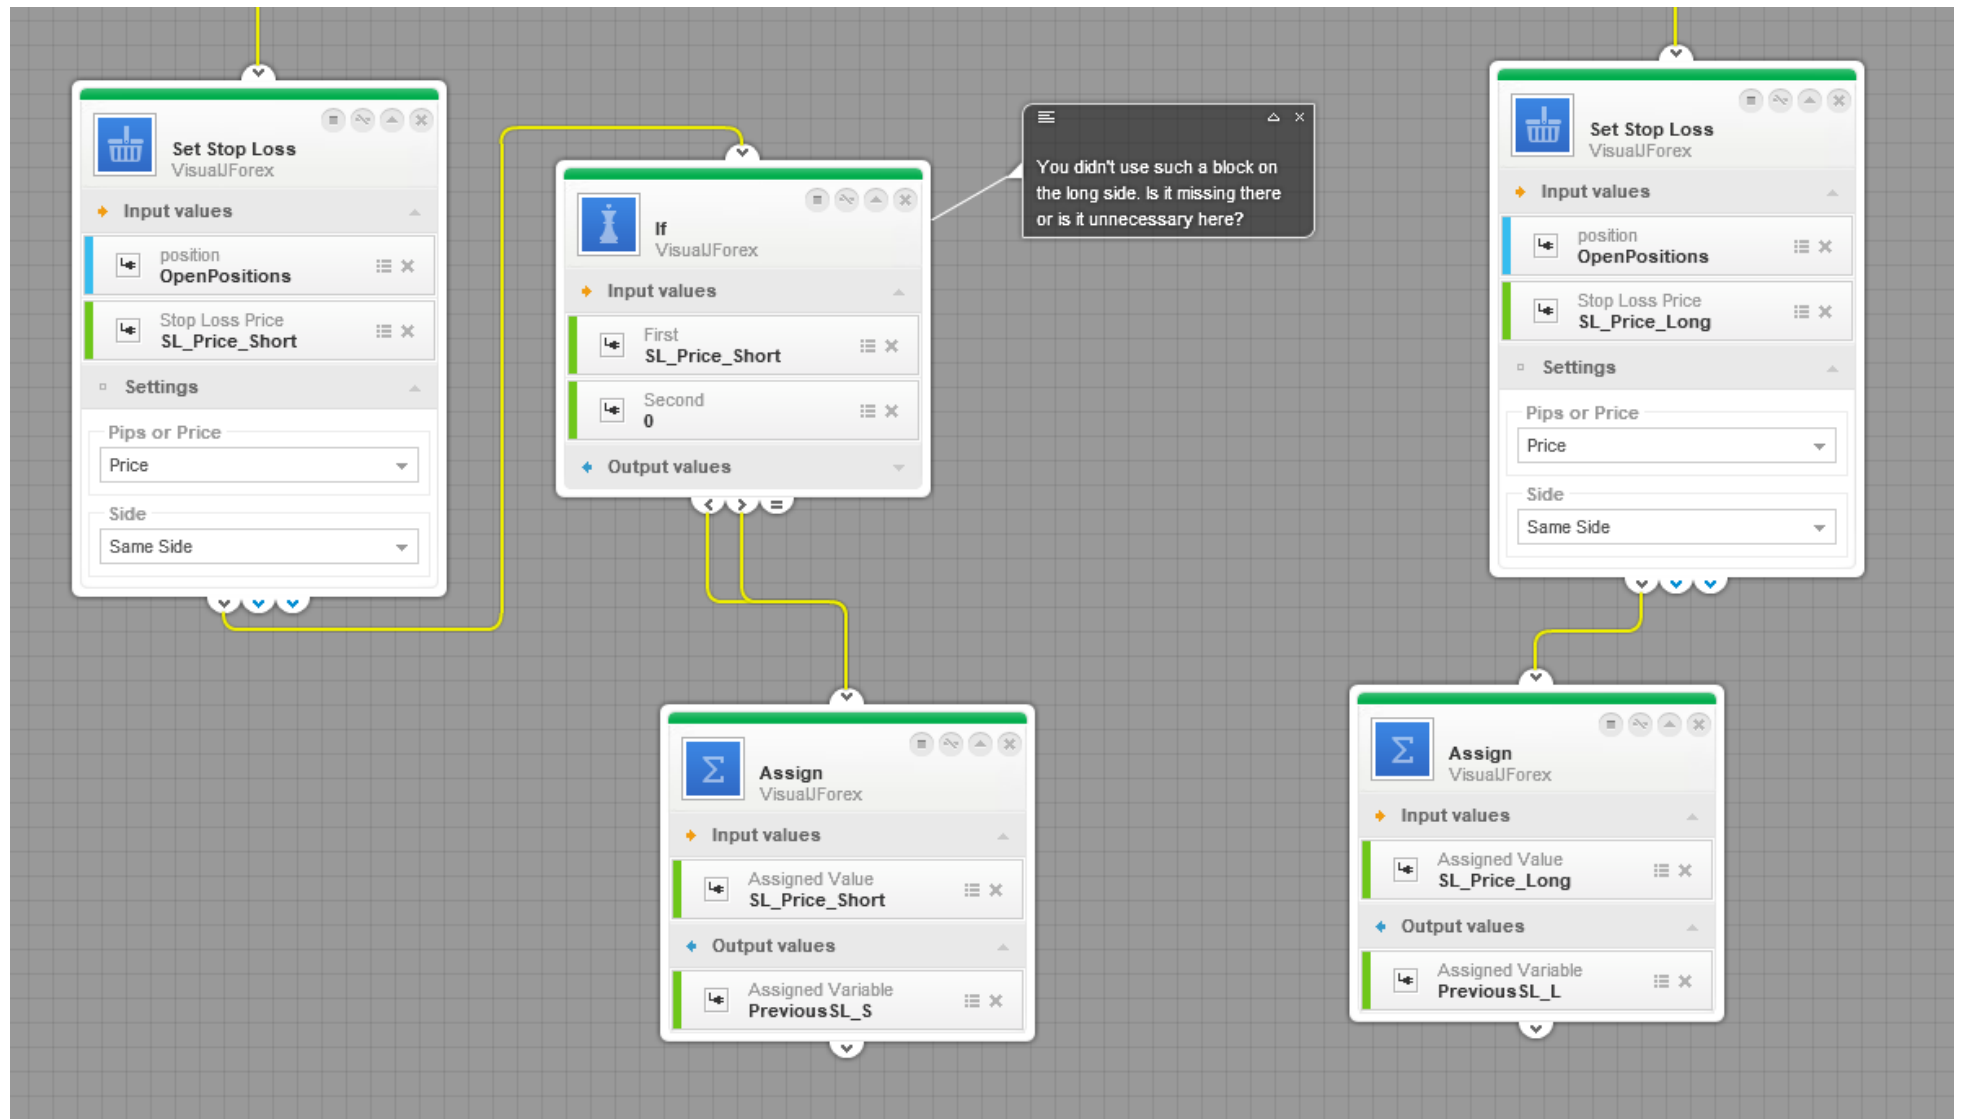 Set Stop Loss
VisualJForex
Input values
position
OpenPositions
Stop Loss Price
SL_Price_Short
Settings
Pips or Price
Price
Side
Same Side
If
VisualJForex
Input values
First
SL_Price_Short
Second
0
Output values
You didn't use such a block on
the long side. Is it missing there
or is it unnecessary here?
Assign
VisualJForex
Input values
Assigned Value
SL_Price_Short
Output values
Assigned Variable
PreviousSL_S
Set Stop Loss
VisualJForex
Input values
position
OpenPositions
Stop Loss Price
SL_Price_Long
Settings
Pips or Price
Price
Side
Same Side
Assign
VisualJForex
Input values
Assigned Value
SL_Price_Long
Output values
Assigned Variable
PreviousSL_L